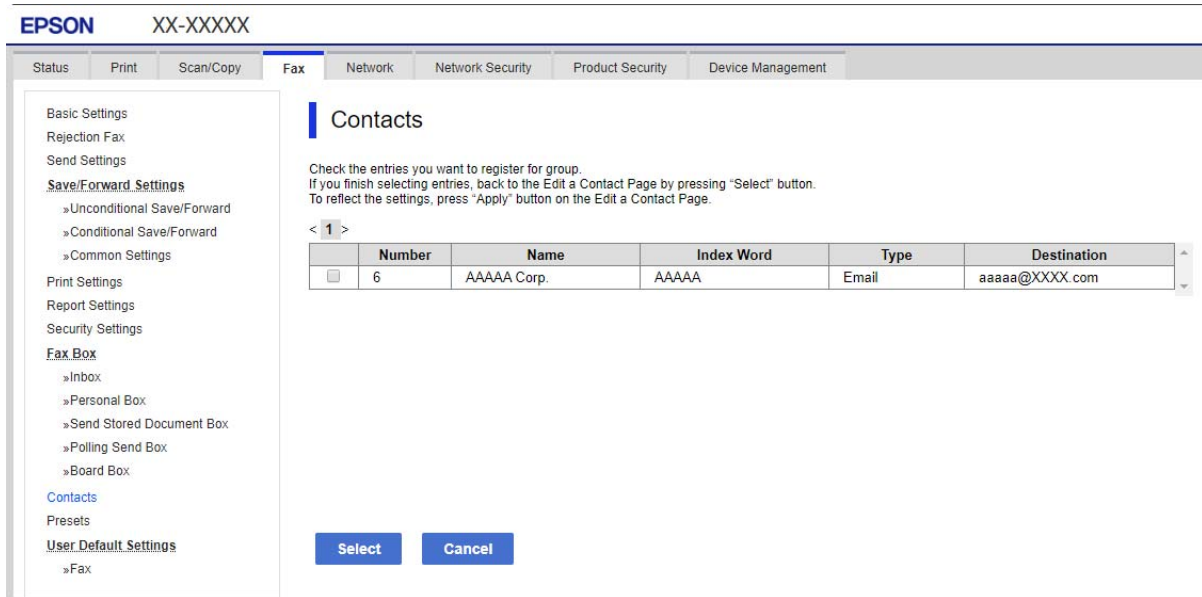 EPSON XX-XXXXX
Status Print Scan/Copy Fax Network Network Security Product Security Device Management
Basic Settings
Rejection Fax
Send Settings
Save/Forward Settings
»Unconditional Save/Forward
»Conditional Save/Forward
»Common Settings
Print Settings
Report Settings
Security Settings
Fax Box
»Inbox
»Personal Box
»Send Stored Document Box
»Polling Send Box
»Board Box
Contacts
Presets
User Default Settings
»Fax
Contacts
Check the entries you want to register for group.
If you finish selecting entries, back to the Edit a Contact Page by pressing “Select” button.
To reflect the settings, press “Apply” button on the Edit a Contact Page.
< 1 >
Number Name Index Word Type Destination
6 AAAAA Corp. AAAAA Email aaaaa@XXXX.com
Select Cancel